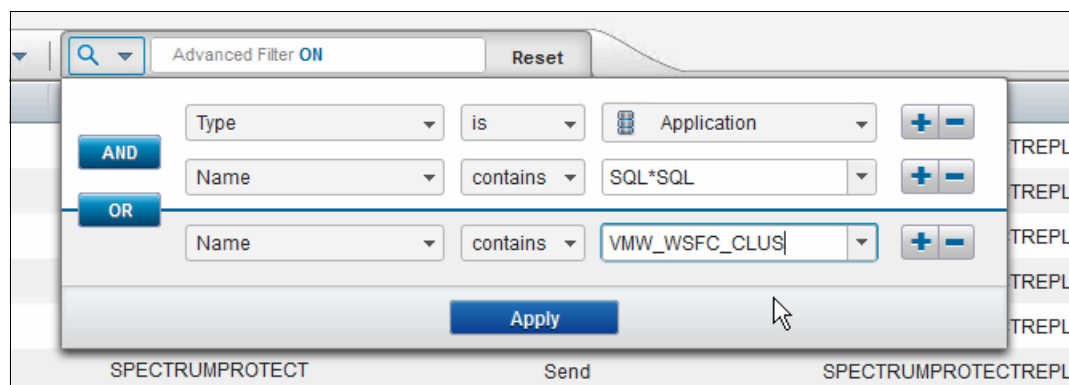 Advanced Filter ON Reset
Type is Application
AND
TREPL
Name contains SQL*SQL
TREPL
OR
Name contains VMW_WSFC_CLUS
TREPL
TREPL
Apply
TREPL
SPECTRUMPROTECT Send SPECTRUMPROTECTREPL